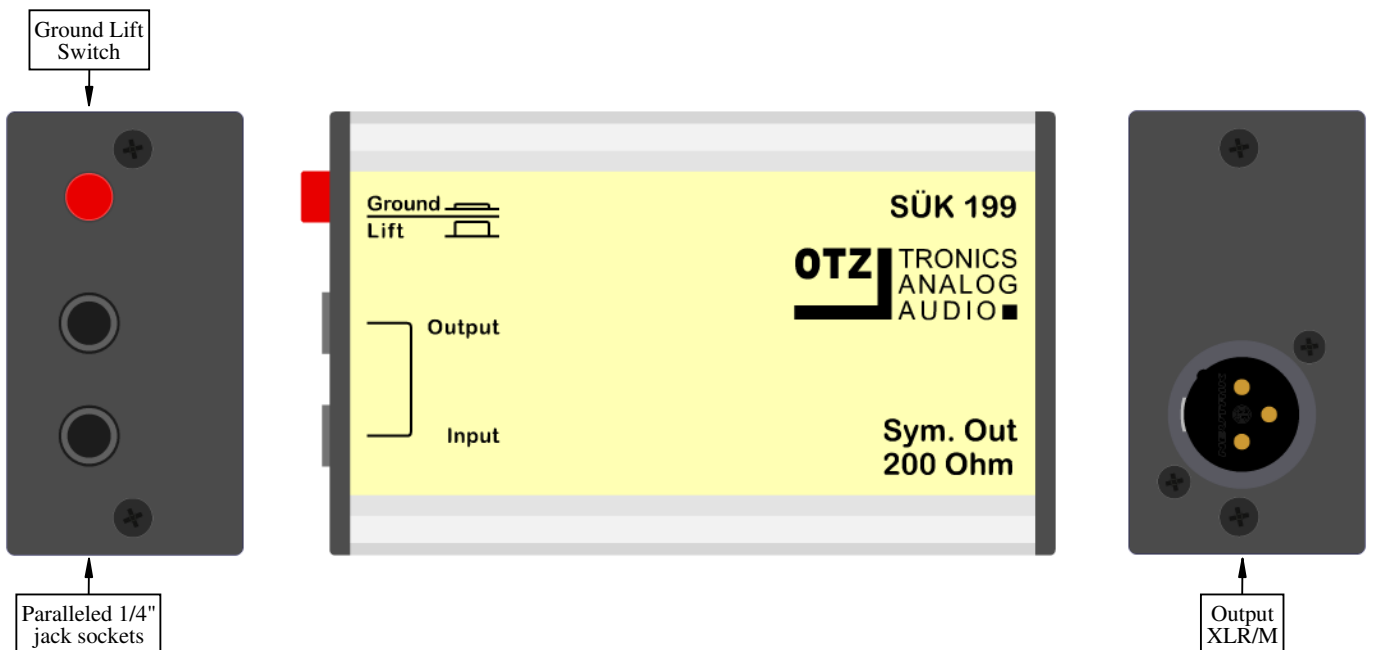 Ground Lift
Switch
Ground
Lift
Output
Input
SÜK 199
OTZ
TRONICS
ANALOG
AUDIO
Sym. Out
200 Ohm
Paralleled 1/4"
jack sockets
Output
XLR/M